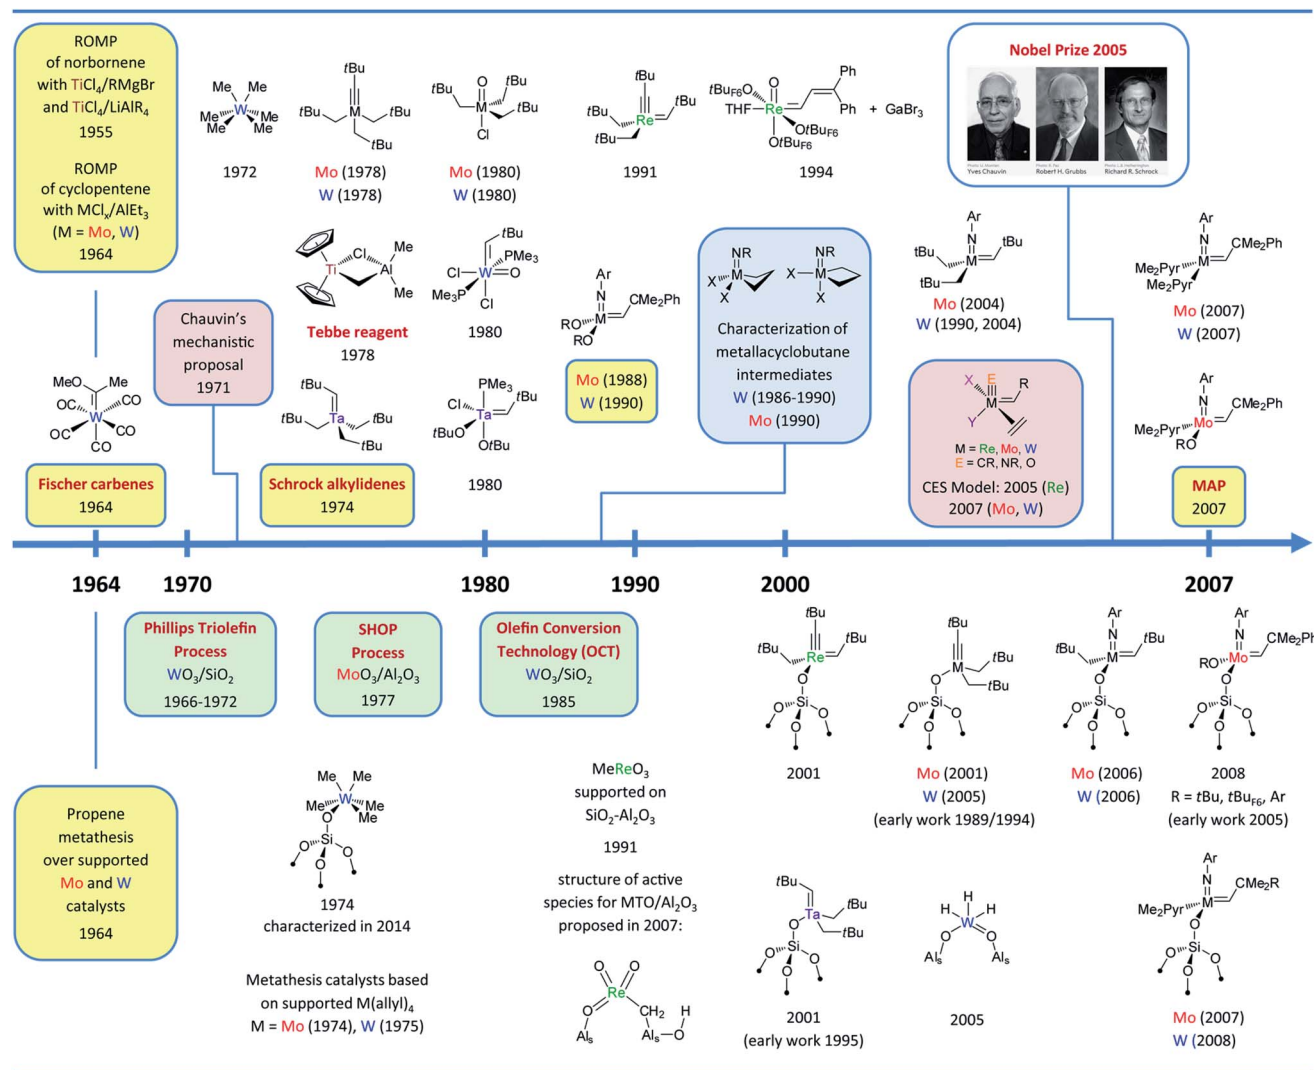 ROMP
of norbornene
with TiCl4/RMgBr
and TiCl4/LiAlR4
1955
ROMP
of cyclopentene
with MClx/AlEt3
(M = Mo, W)
1964
MeO Me
OC CO
W
OC CO
CO
Fischer carbenes
1964
Me Me
Me W Me
Me Me
1972
tBu
tBu M tBu
tBu
Mo (1978)
W (1978)
O tBu
tBu M tBu
Cl
Mo (1980)
W (1980)
tBu
tBu Re tBu
tBu
1991
tBuF6O O Ph
THF Re Ph
OtBuF6
OtBuF6
+ GaBr3
1994
Nobel Prize 2005
Yves Chauvin
Robert H. Grubbs
Richard R. Schrock
Chauvin's
mechanistic
proposal
1971
Ti Cl Al Me
Me
Tebbe reagent
1978
tBu
Cl W PMe3
Me3P O
Cl
1980
tBu
tBu Ta tBu
tBu
Schrock alkylidenes
1974
PMe3
Cl Ta tBu
tBuO OtBu
1980
Ar
N CMe2Ph
RO M
RO
Mo (1988)
W (1990)
NR NR
X M X M
X X
Characterization of
metallacyclobutane
intermediates
W (1986-1990)
Mo (1990)
Ar
tBu N tBu
M
tBu
Mo (2004)
W (1990, 2004)
Ar
N CMe2Ph
Me2Pyr M
Me2Pyr
Mo (2007)
W (2007)
X E R
M
Y
M = Re, Mo, W
E = CR, NR, O
CES Model: 2005 (Re)
2007 (Mo, W)
Ar
N CMe2Ph
Me2Pyr Mo
RO
MAP
2007
1964 1970 1980 1990 2000 2007
Phillips Triolefin
Process
WO3/SiO2
1966-1972
SHOP
Process
MoO3/Al2O3
1977
Olefin Conversion
Technology (OCT)
WO3/SiO2
1985
Propene
metathesis
over supported
Mo and W
catalysts
1964
Me Me
Me W Me
O Me
Si
O O
O
1974
characterized in 2014
Metathesis catalysts based
on supported M(allyl)4
M = Mo (1974), W (1975)
MeReO3
supported on
SiO2-Al2O3
1991
structure of active
species for MTO/Al2O3
proposed in 2007:
O O
Re
O CH2 H
Als Als O
tBu
tBu Re tBu
O
Si
O O
O
2001
tBu
M tBu
O tBu
Si
O O
O
Mo (2001)
W (2005)
(early work 1989/1994)
Ar
tBu N tBu
M
O
Si
O O
O
Mo (2006)
W (2006)
Ar
N CMe2Ph
RO Mo
O
Si
O O
O
2008
R = tBu, tBuF6, Ar
(early work 2005)
tBu
Ta tBu
O tBu
Si
O O
O
2001
(early work 1995)
H
H W H
O O
Als Als
2005
Ar
N CMe2R
Me2Pyr M
O
Si
O O
O
Mo (2007)
W (2008)